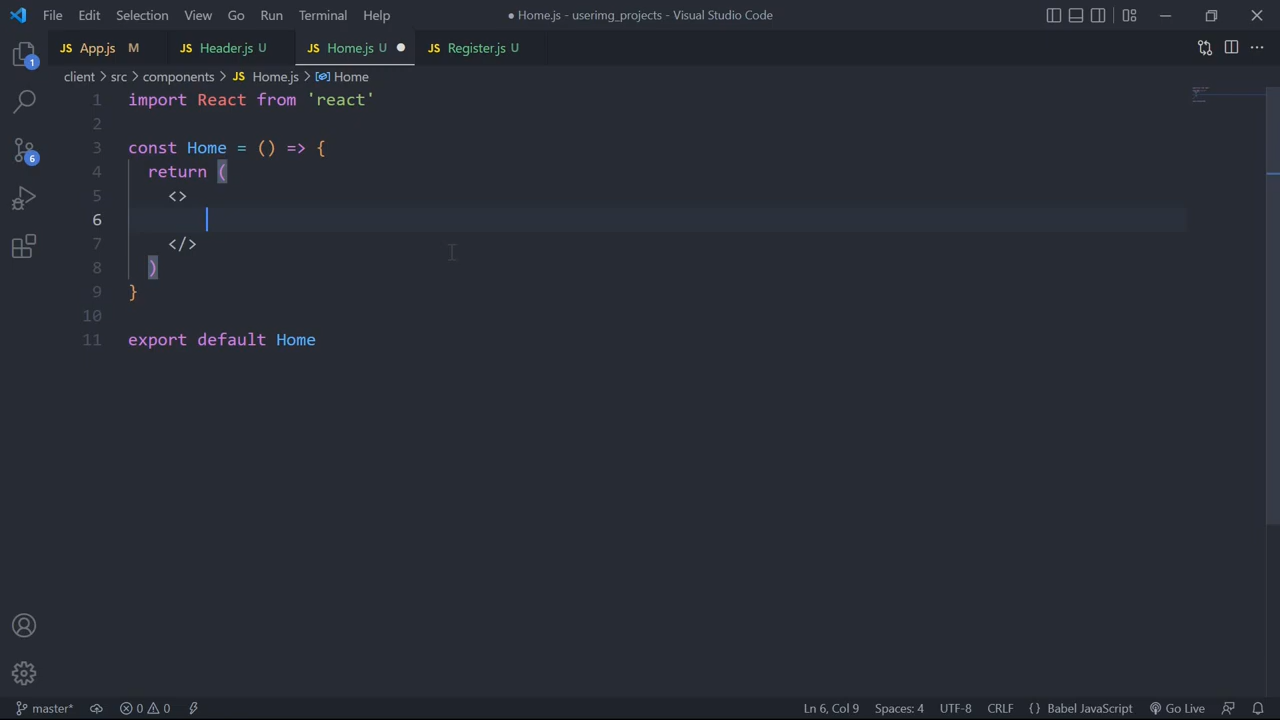 File Edit Selection View Go Run Terminal Help ● Home.js - userimg_projects - Visual Studio Code
JS App.js M JS Header.js U JS Home.js U JS Register.js U
client > src > components > JS Home.js > Home
1 import React from 'react'
2
3 const Home = () => {
4 return (
5 <>
6
7 </>
8 )
9 }
10
11 export default Home
1
6
master* 0 0 Ln 6, Col 9 Spaces: 4 UTF-8 CRLF {} Babel JavaScript Go Live